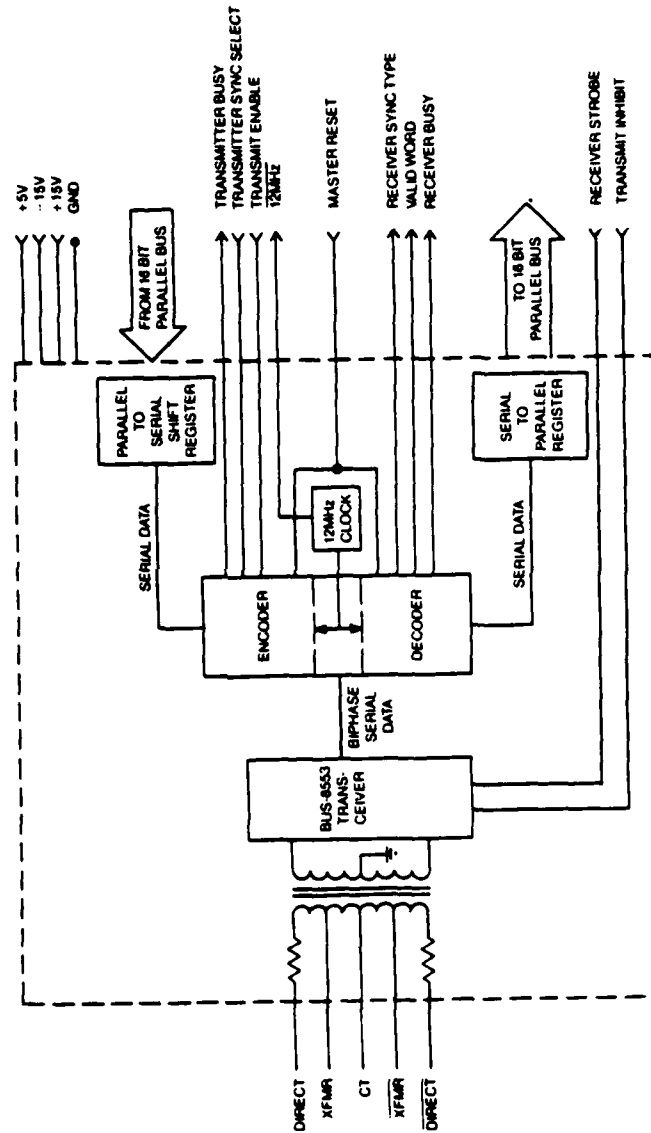 +5V
-15V
+15V
GND
FROM 16 BIT
PARALLEL BUS
PARALLEL
TO
SERIAL
SHIFT
REGISTER
SERIAL DATA
TRANSMITTER BUSY
TRANSMITTER SYNC SELECT
TRANSMIT ENABLE
12MHz
MASTER RESET
RECEIVER SYNC TYPE
VALID WORD
RECEIVER BUSY
12MHz
CLOCK
ENCODER
DECODER
BIPHASE
SERIAL
DATA
BUS-8553
TRANS-
CEIVER
SERIAL
TO
PARALLEL
REGISTER
SERIAL DATA
TO 16 BIT
PARALLEL BUS
RECEIVER STROBE
TRANSMIT INHIBIT
DIRECT
XFMR
CT
XFMR
DIRECT